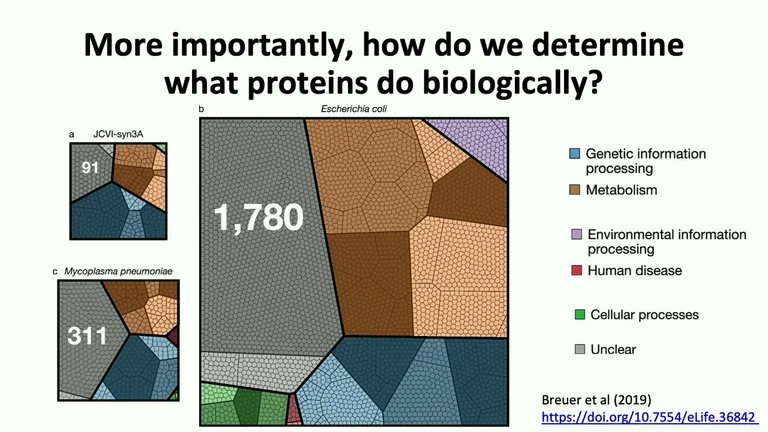 More importantly, how do we determine
what proteins do biologically?
a JCVI-syn3A
91
b Escherichia coli
1,780
c Mycoplasma pneumoniae
311
Genetic information
processing
Metabolism
Environmental information
processing
Human disease
Cellular processes
Unclear
Breuer et al (2019)
https://doi.org/10.7554/eLife.36842